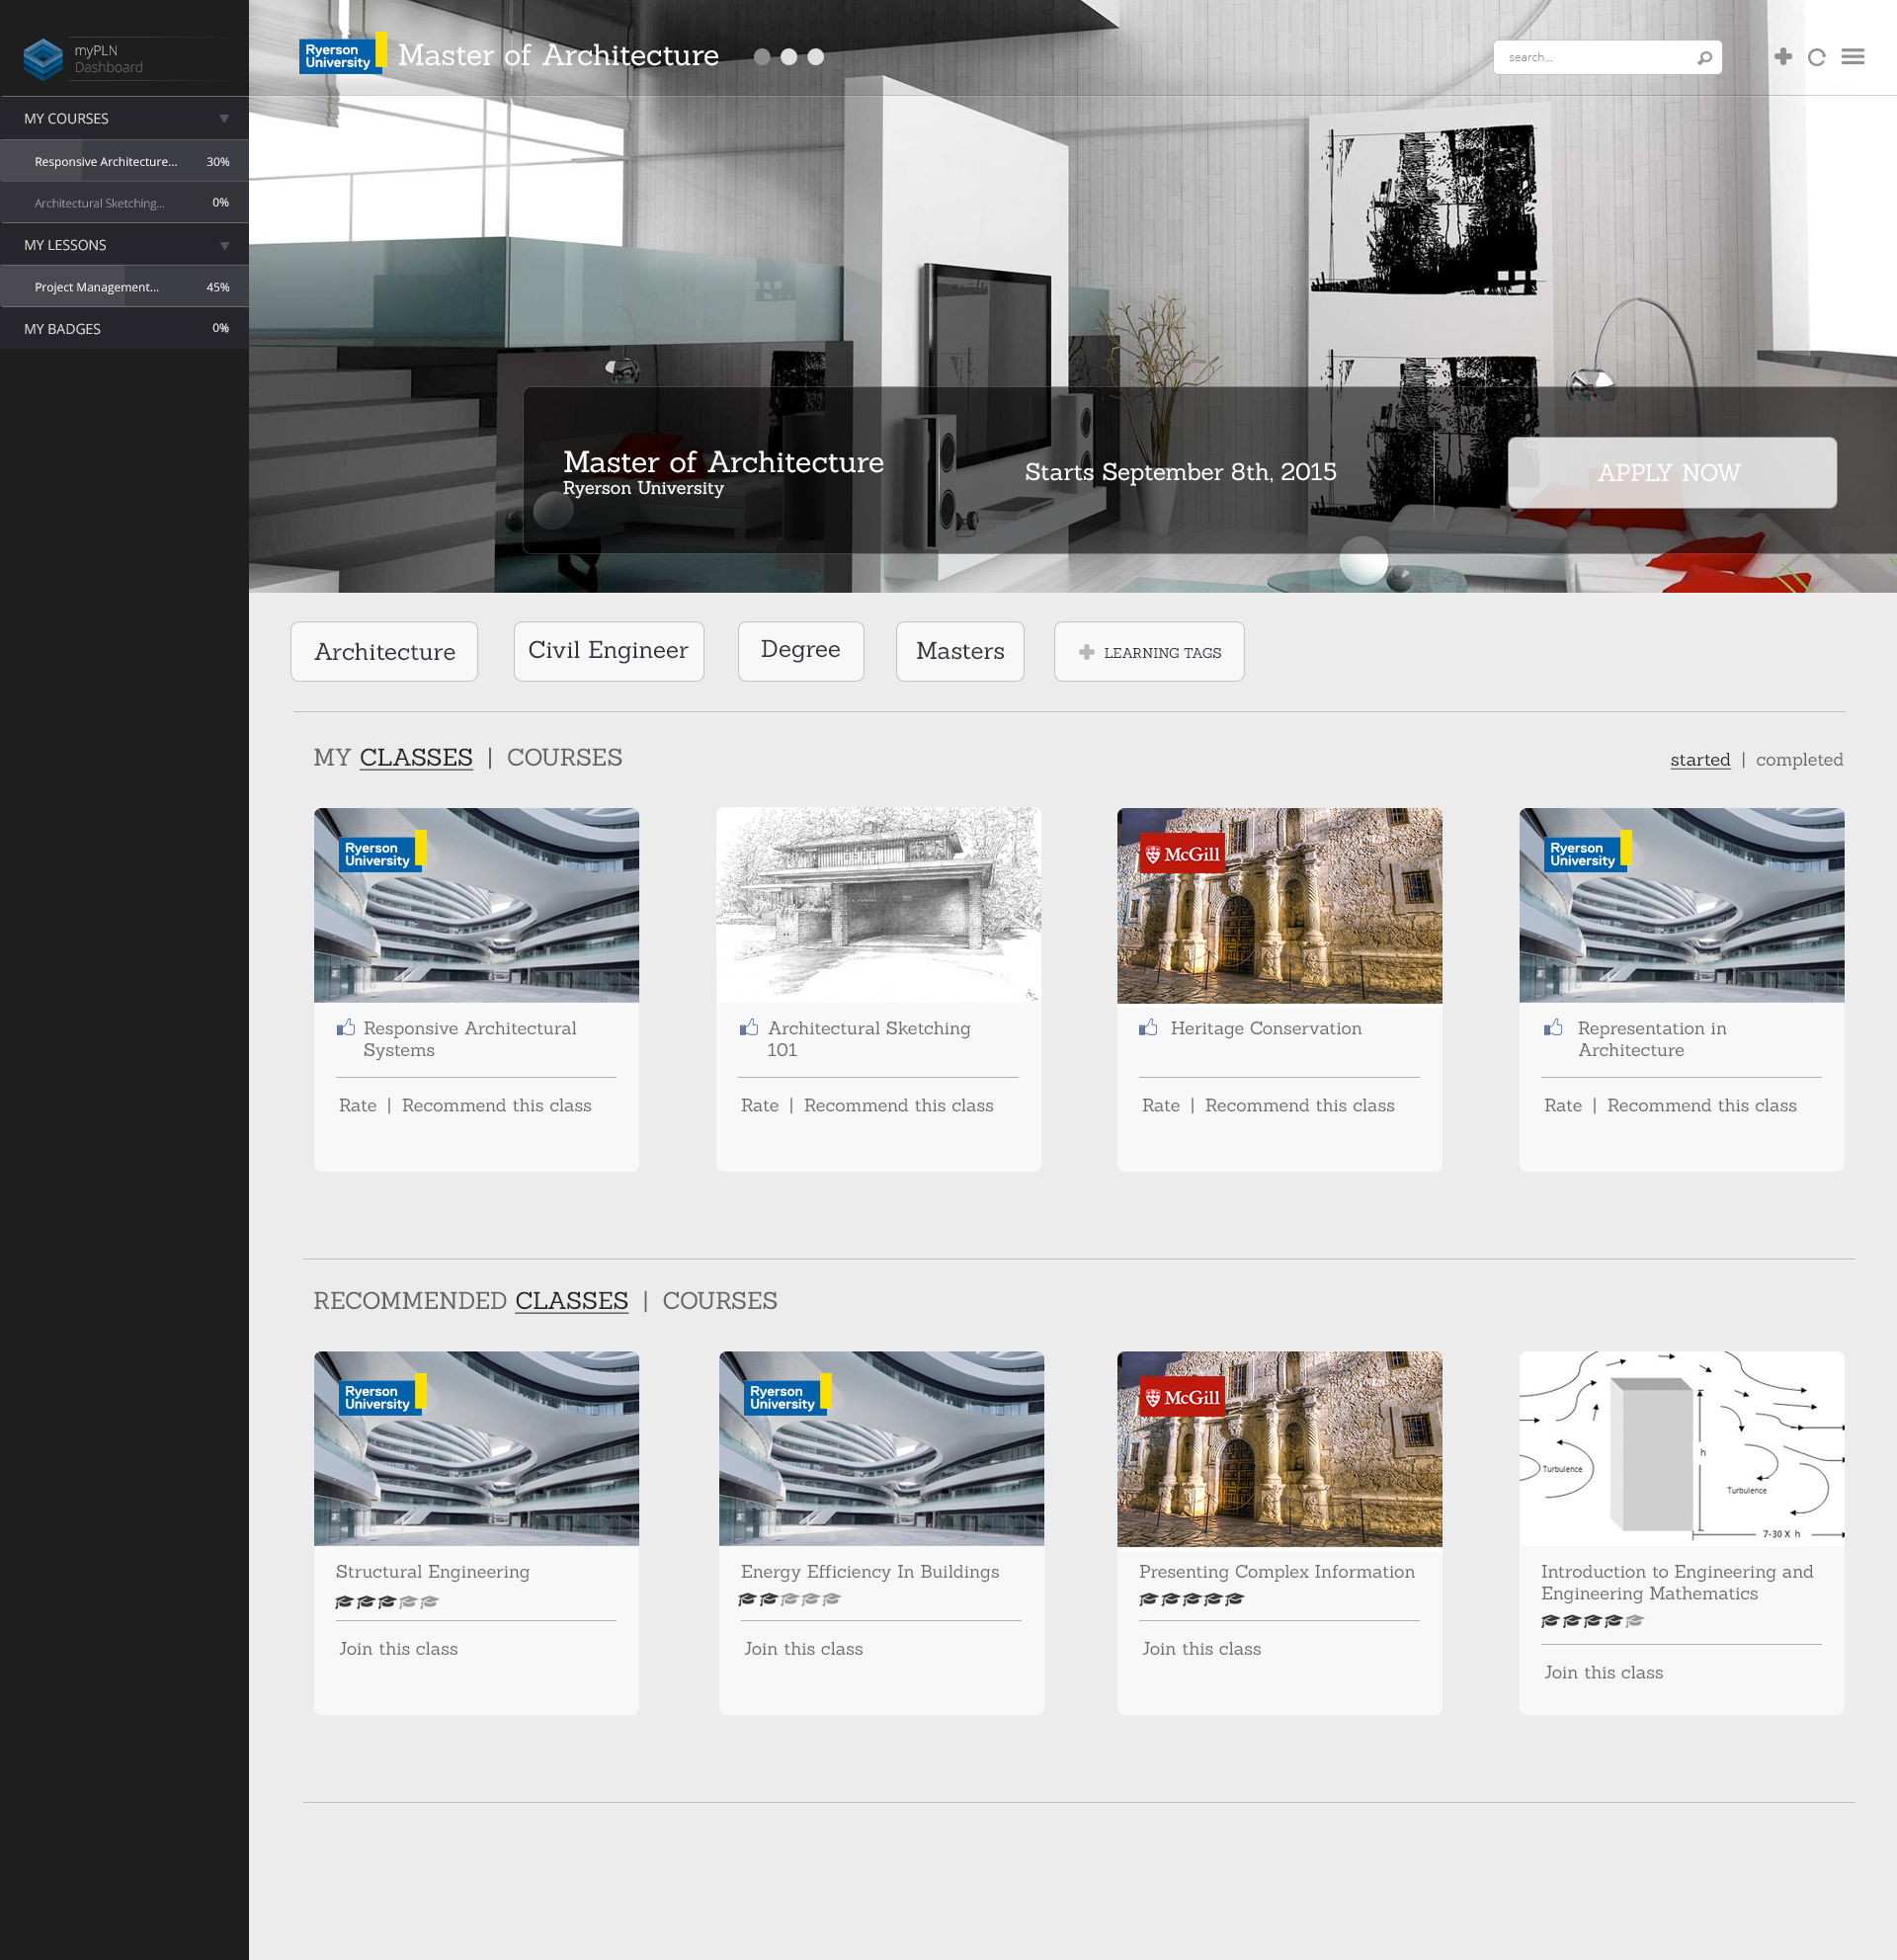 myPLN
Dashboard
MY COURSES
Responsive Architecture... 30%
Architectural Sketching... 0%
MY LESSONS
Project Management... 45%
MY BADGES 0%
Ryerson
University
Master of Architecture
search...
Master of Architecture
Ryerson University
Starts September 8th, 2015
APPLY NOW
Architecture
Civil Engineer
Degree
Masters
LEARNING TAGS
MY CLASSES | COURSES
started | completed
Ryerson
University
Responsive Architectural
Systems
Rate | Recommend this class
Architectural Sketching
101
Rate | Recommend this class
McGill
Heritage Conservation
Rate | Recommend this class
Ryerson
University
Representation in
Architecture
Rate | Recommend this class
RECOMMENDED CLASSES | COURSES
Ryerson
University
Structural Engineering
Join this class
Ryerson
University
Energy Efficiency In Buildings
Join this class
McGill
Presenting Complex Information
Join this class
h
Turbulence
Turbulence
7-30 X h
Introduction to Engineering and
Engineering Mathematics
Join this class